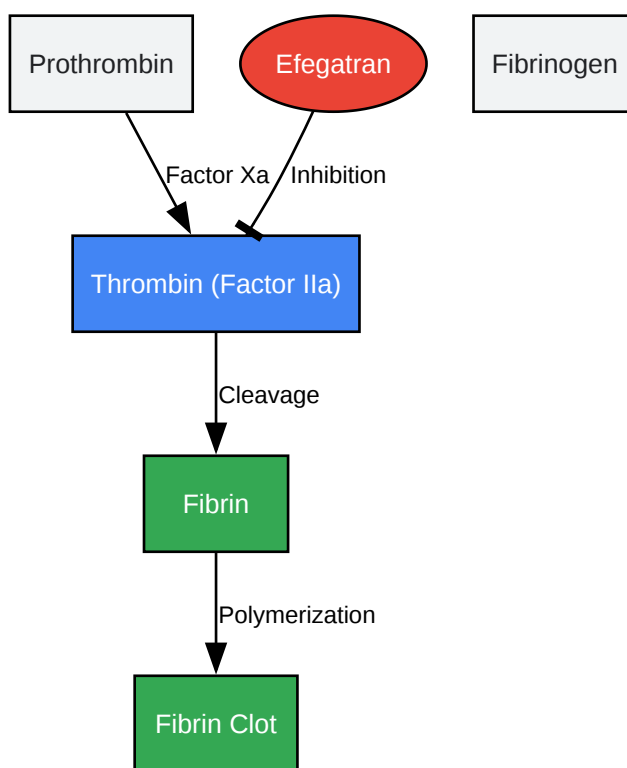 Prothrombin
Efegatran
Fibrinogen
Factor Xa
Inhibition
Thrombin (Factor IIa)
Cleavage
Fibrin
Polymerization
Fibrin Clot